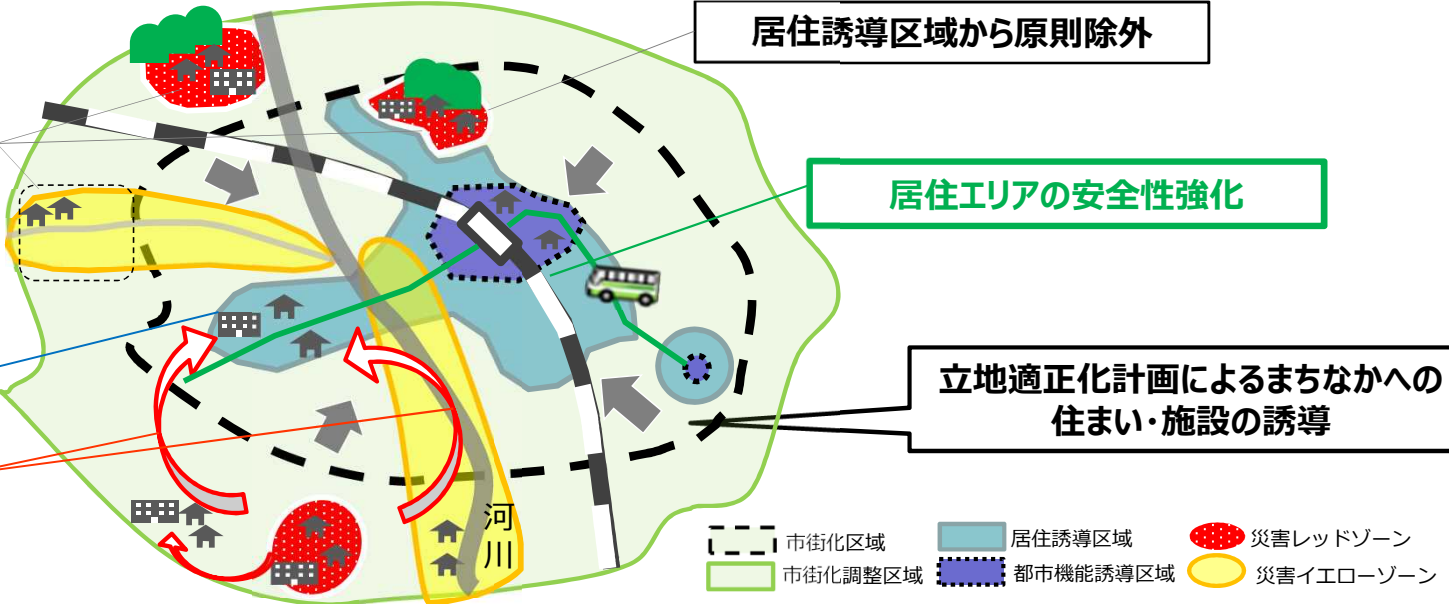 居住誘導区域から原則除外
居住エリアの安全性強化
立地適正化計画によるまちなかへの
住まい・施設の誘導
河川
市街化区域
居住誘導区域
災害レッドゾーン
市街化調整区域
都市機能誘導区域
災害イエローゾーン